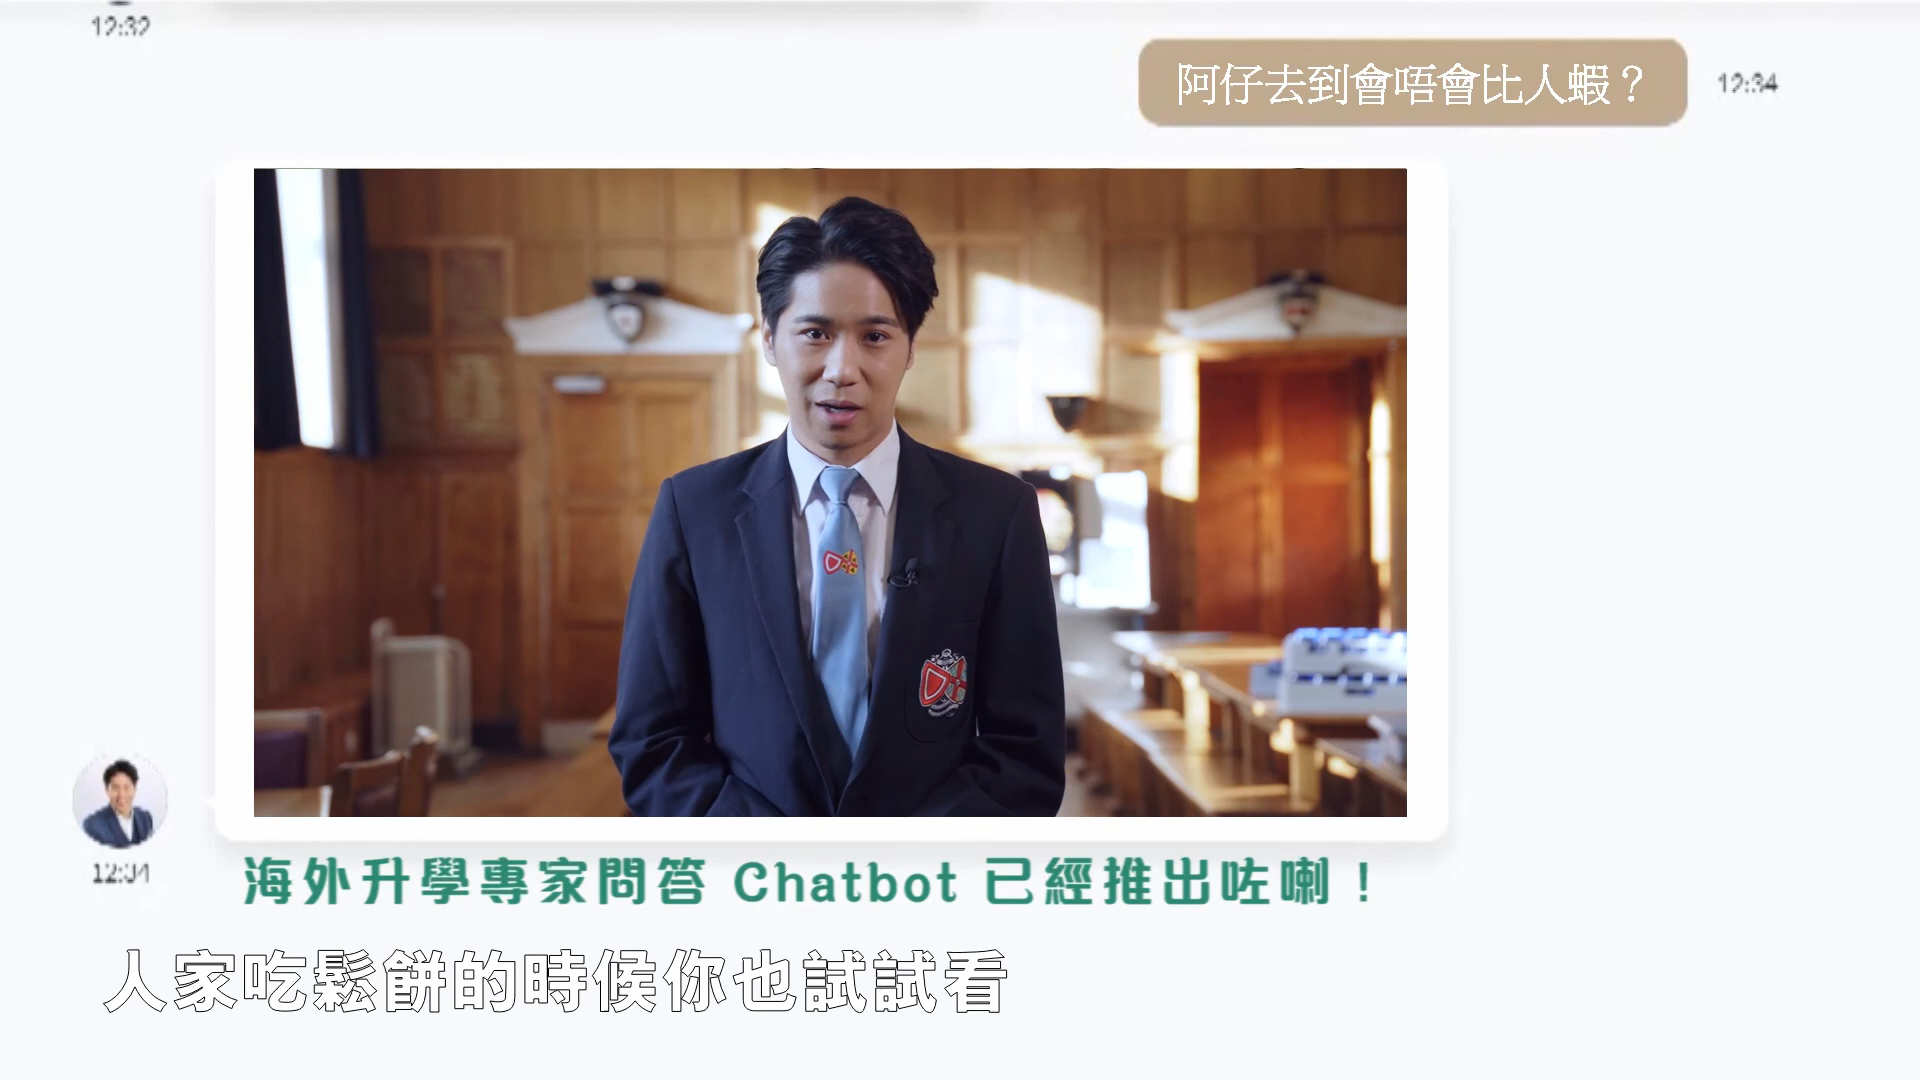 12:32
阿仔去到會唔會比人蝦？
12:34
12:34
海外升學專家問答 Chatbot 已經推出咗喇！
人家吃鬆餅的時候你也試試看